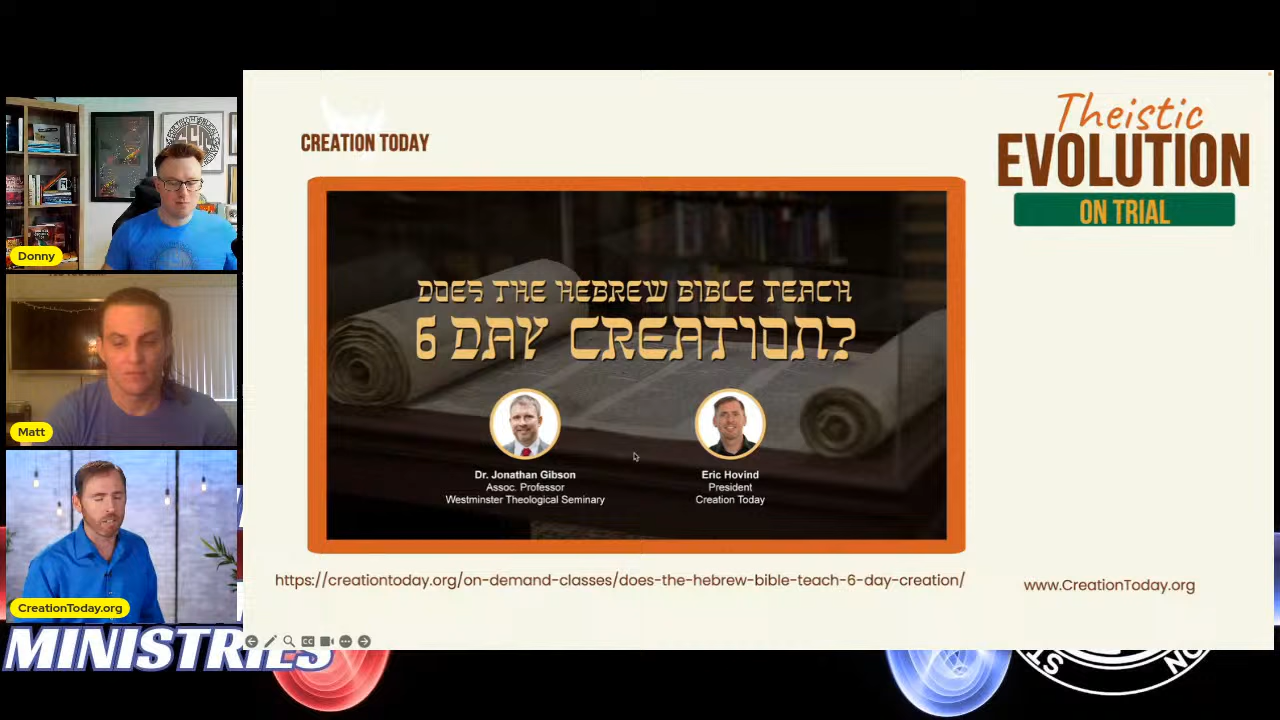 Donny
Matt
CreationToday.org
MINISTRIES
CREATION TODAY
Theistic
EVOLUTION
ON TRIAL
DOES THE HEBREW BIBLE TEACH
6 DAY CREATION?
Dr. Jonathan Gibson
Assoc. Professor
Westminster Theological Seminary
Eric Hovind
President
Creation Today
https://creationtoday.org/on-demand-classes/does-the-hebrew-bible-teach-6-day-creation/
www.CreationToday.org
CC